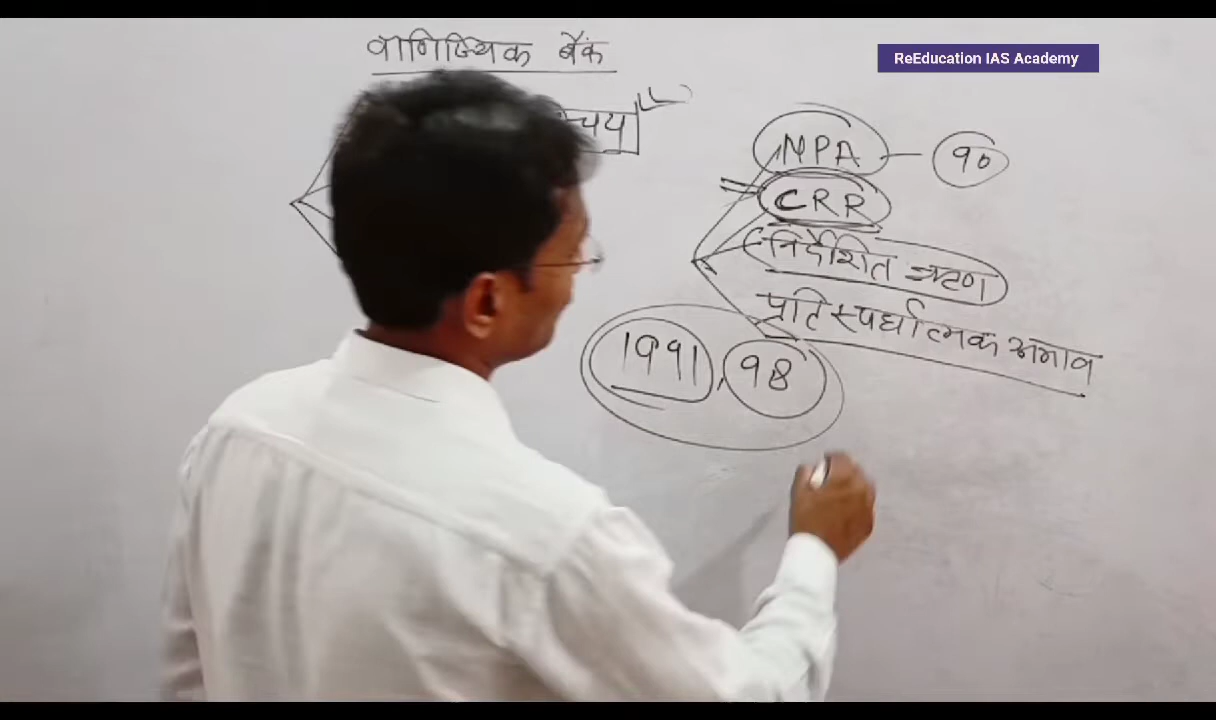 वाणिज्यिक बैंक
ReEducation IAS Academy
NPA - 90
CRR
निर्देशित ऋण
प्रतिस्पर्धात्मक अभाव
1991, 98